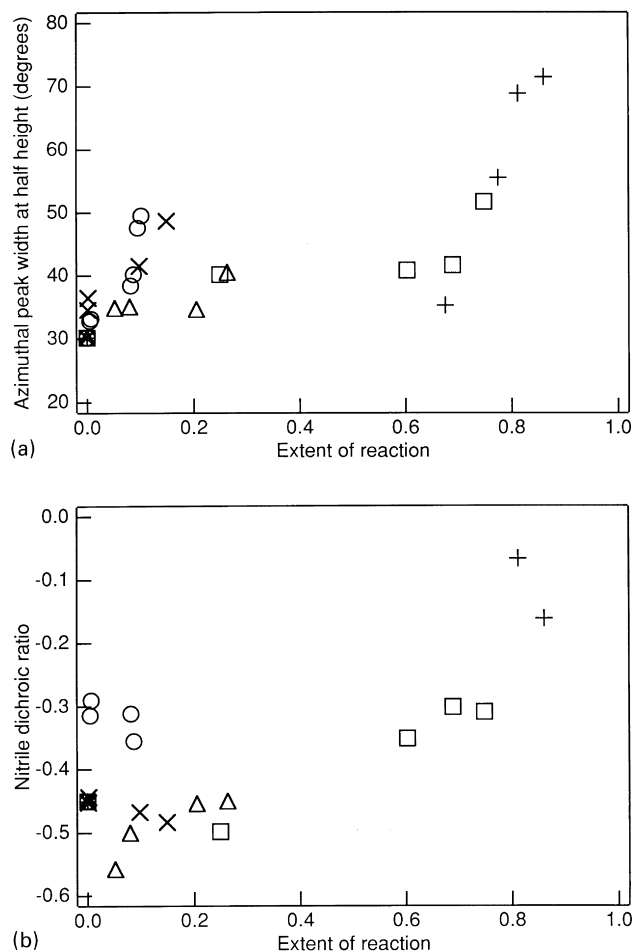 Azimuthal peak width at half height (degrees)
80
70
60
50
40
30
20
0.0 0.2 0.4 0.6 0.8 1.0
(a) Extent of reaction
Nitrile dichroic ratio
0.0
-0.1
-0.2
-0.3
-0.4
-0.5
-0.6
0.0 0.2 0.4 0.6 0.8 1.0
(b) Extent of reaction